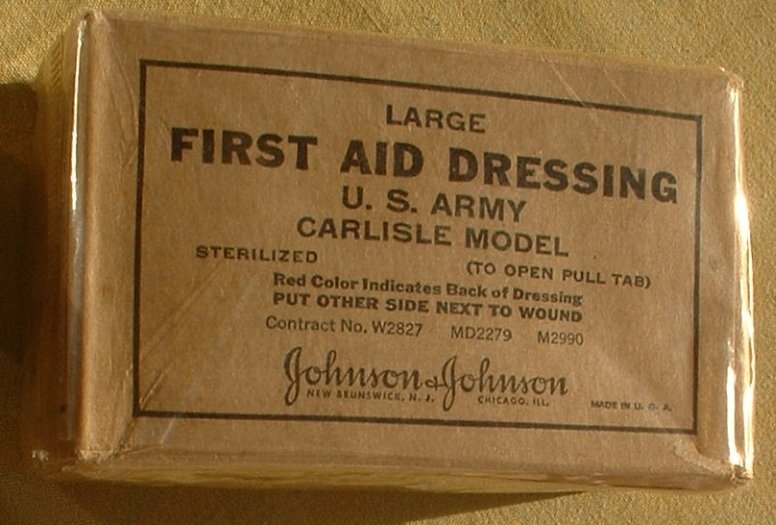 LARGE
FIRST AID DRESSING
U. S. ARMY
CARLISLE MODEL
STERILIZED (TO OPEN PULL TAB)
Red Color Indicates Back of Dressing
PUT OTHER SIDE NEXT TO WOUND
Contract No. W2827 MD2279 M2990
Johnson & Johnson
NEW BRUNSWICK, N. J. CHICAGO, ILL. MADE IN U. S. A.